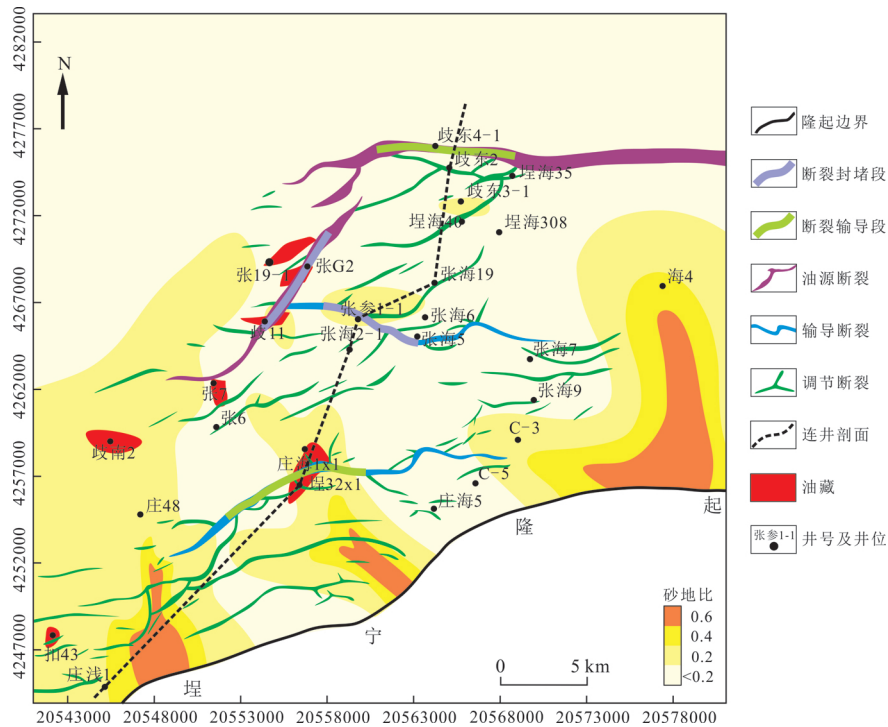 4282000
4277000
4272000
4267000
4262000
4257000
4252000
4247000
N
歧东4-1
歧东2
埕海35
歧东3-1
埕海40
埕海308
张19-1
张G2
张海19
海4
张参1-1
歧11
张海6
张海2-1
张海5
张海7
张7
张海9
张6
C-3
歧南2
庄海1x1
C-5
埕32x1
庄48
庄海5
隆
起
宁
扣43
庄浅1
埕
砂地比
0.6
0.4
0.2
<0.2
0 5 km
20543000 20548000 20553000 20558000 20563000 20568000 20573000 20578000
隆起边界
断裂封堵段
断裂输导段
油源断裂
输导断裂
调节断裂
连井剖面
油藏
张参1-1 井号及井位